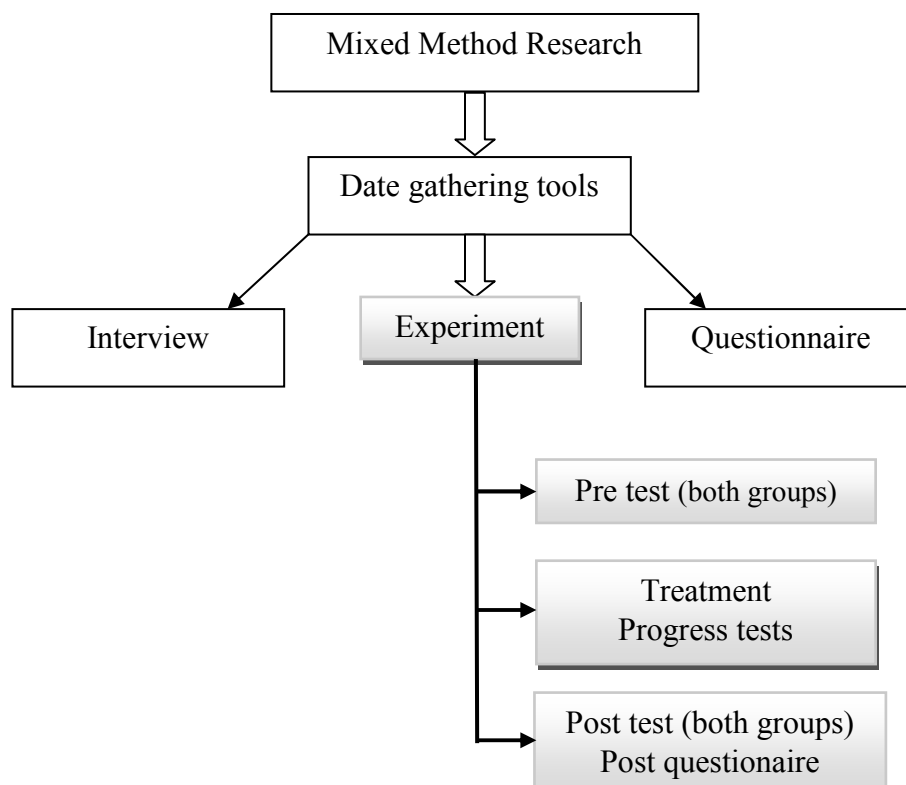 Mixed Method Research
Date gathering tools
Interview
Experiment
Questionnaire
Pre test (both groups)
Treatment
Progress tests
Post test (both groups)
Post questionaire